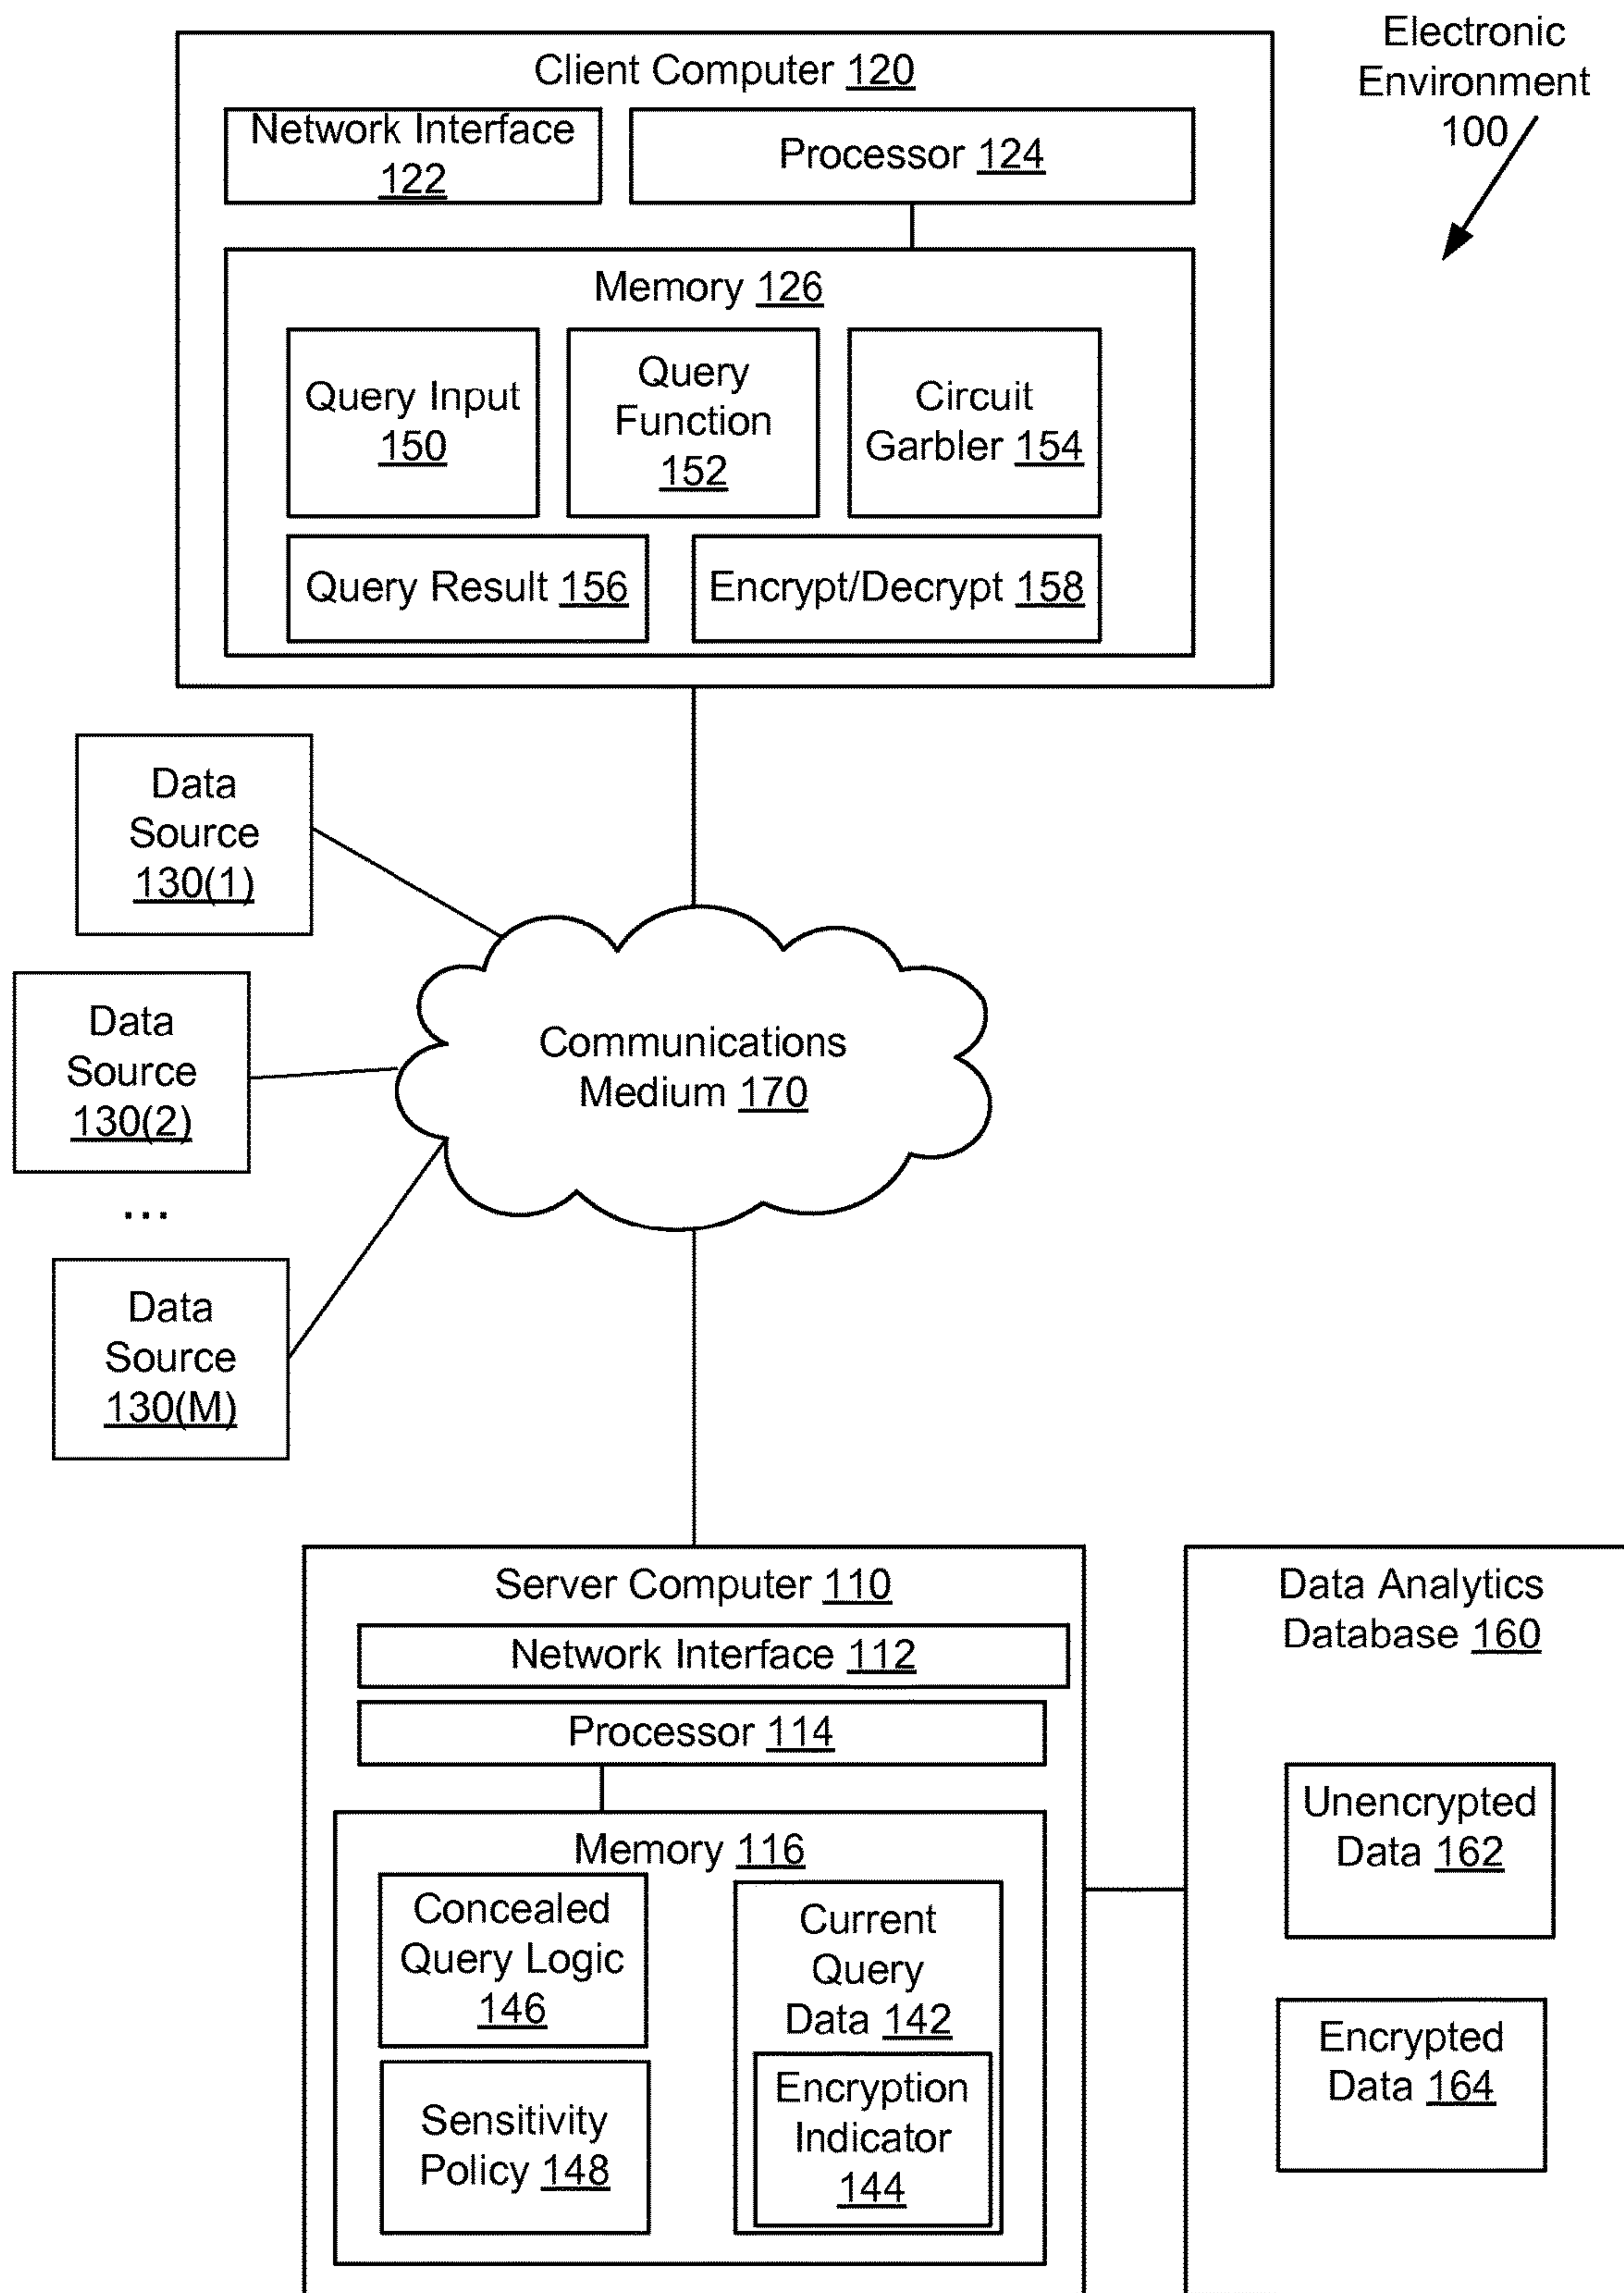 Electronic
Environment
100
Client Computer 120
Network Interface
122
Processor 124
Memory 126
Query Input
150
Query
Function
152
Circuit
Garbler 154
Query Result 156
Encrypt/Decrypt 158
Data
Source
130(1)
Data
Source
130(2)
...
Data
Source
130(M)
Communications
Medium 170
Server Computer 110
Network Interface 112
Processor 114
Memory 116
Concealed
Query Logic
146
Sensitivity
Policy 148
Current
Query
Data 142
Encryption
Indicator
144
Data Analytics
Database 160
Unencrypted
Data 162
Encrypted
Data 164